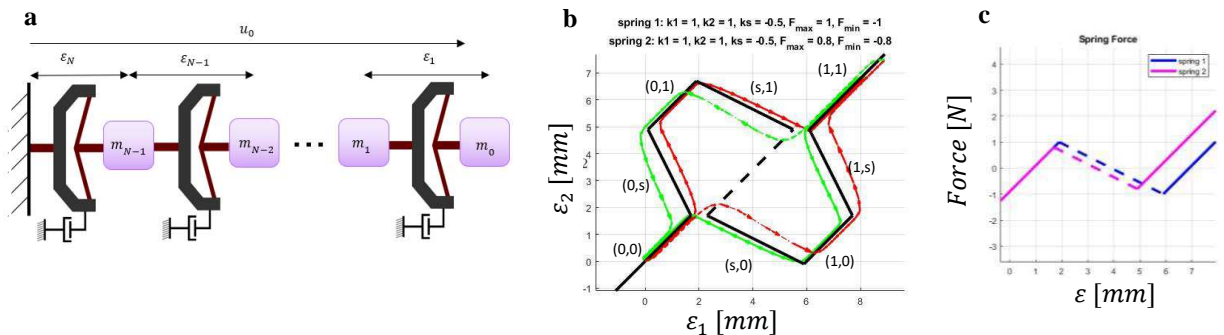 a
u₀
ε_N
ε_{N-1}
ε₁
m_{N-1}
m_{N-2}
m₁
m₀
b
spring 1: k1 = 1, k2 = 1, ks = -0.5, F_max = 1, F_min = -1
spring 2: k1 = 1, k2 = 1, ks = -0.5, F_max = 0.8, F_min = -0.8
7
6
5
4
3
2
1
0
-1
0
2
4
6
8
ε₂ [mm]
ε₁ [mm]
(0,1)
(s,1)
(1,1)
(0,s)
(1,s)
(0,0)
(s,0)
(1,0)
c
Spring Force
spring 1
spring 2
4
3
2
1
0
-1
-2
-3
0
1
2
3
4
5
6
7
Force [N]
ε [mm]